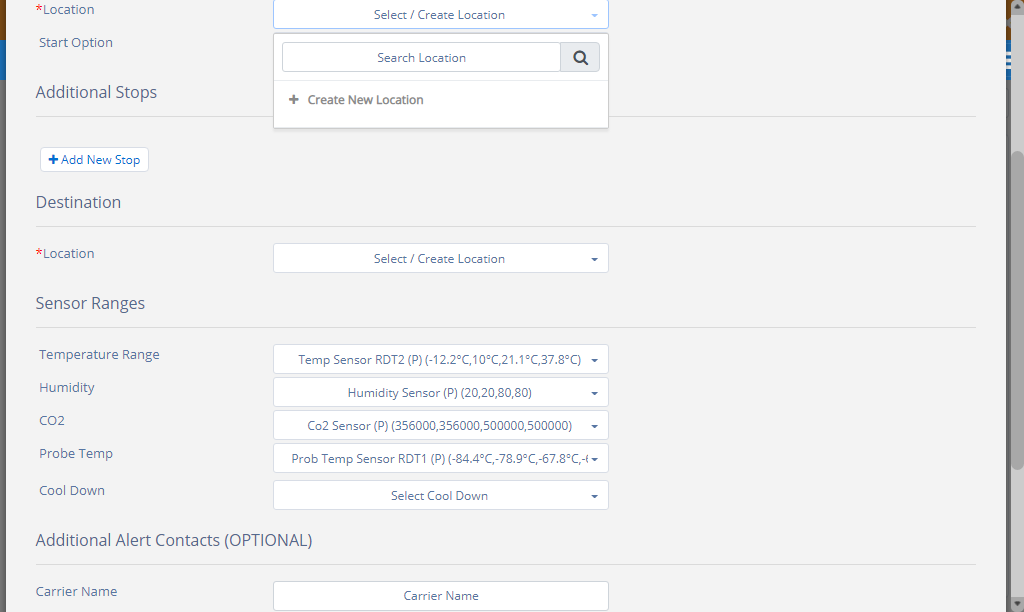 *Location
Select / Create Location
Start Option
Search Location
+ Create New Location
Additional Stops
+ Add New Stop
Destination
*Location
Select / Create Location
Sensor Ranges
Temperature Range
Temp Sensor RDT2 (P) (-12.2°C,10°C,21.1°C,37.8°C)
Humidity
Humidity Sensor (P) (20,20,80,80)
CO2
Co2 Sensor (P) (356000,356000,500000,500000)
Probe Temp
Prob Temp Sensor RDT1 (P) (-84.4°C,-78.9°C,-67.8°C,-
Cool Down
Select Cool Down
Additional Alert Contacts (OPTIONAL)
Carrier Name
Carrier Name